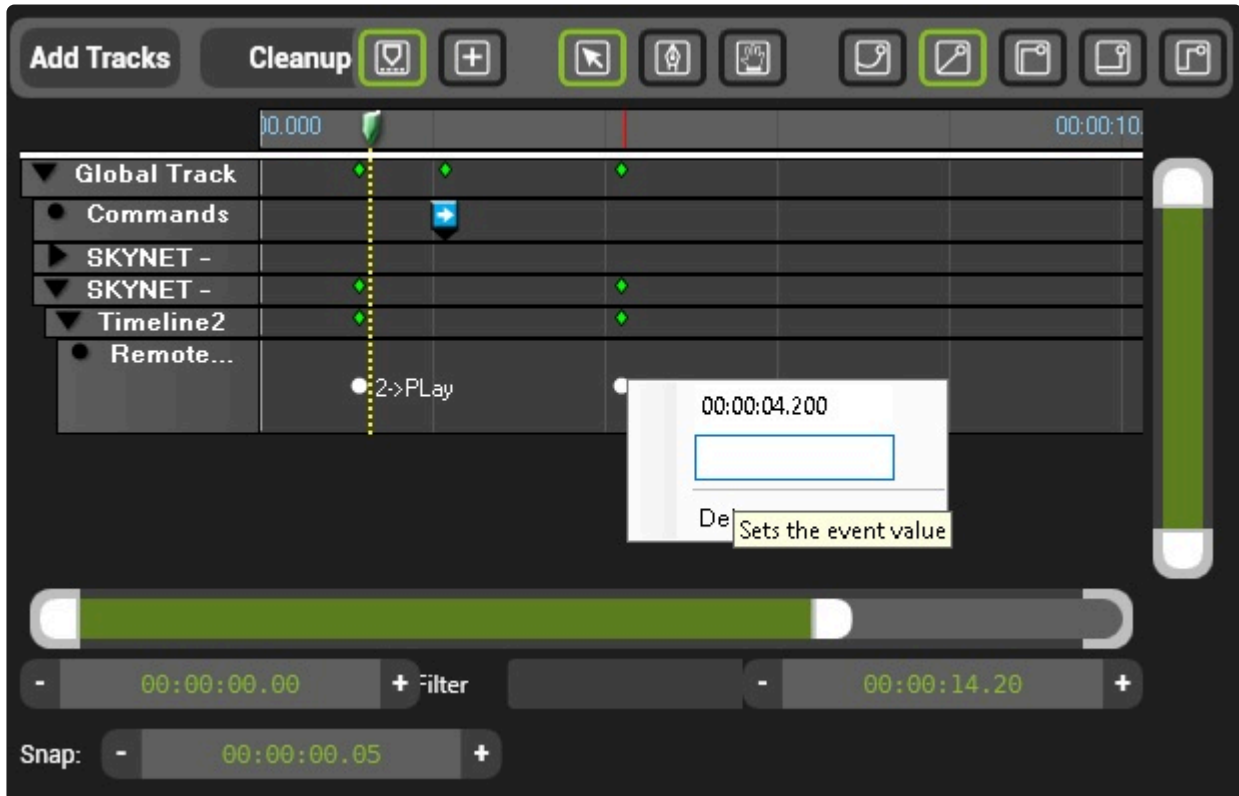 Add Tracks Cleanup
00.000 00:00:10.
Global Track
Commands
SKYNET -
SKYNET -
Timeline2
Remote...
2->PLay
00:00:04.200
De
Sets the event value
- 00:00:00.00 + Filter - 00:00:14.20 +
Snap: - 00:00:00.05 +